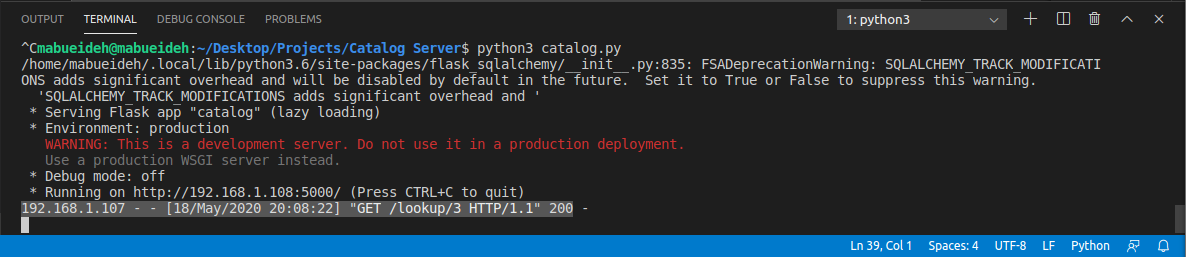 OUTPUT TERMINAL DEBUG CONSOLE PROBLEMS 1: python3
^Cmabueideh@mabueideh:~/Desktop/Projects/Catalog Server$ python3 catalog.py
/home/mabueideh/.local/lib/python3.6/site-packages/flask_sqlalchemy/__init__.py:835: FSADeprecationWarning: SQLALCHEMY_TRACK_MODIFICATI
ONS adds significant overhead and will be disabled by default in the future.  Set it to True or False to suppress this warning.
  'SQLALCHEMY_TRACK_MODIFICATIONS adds significant overhead and '
 * Serving Flask app "catalog" (lazy loading)
 * Environment: production
   WARNING: This is a development server. Do not use it in a production deployment.
   Use a production WSGI server instead.
 * Debug mode: off
 * Running on http://192.168.1.108:5000/ (Press CTRL+C to quit)
192.168.1.107 - - [18/May/2020 20:08:22] "GET /lookup/3 HTTP/1.1" 200 -
Ln 39, Col 1 Spaces: 4 UTF-8 LF Python